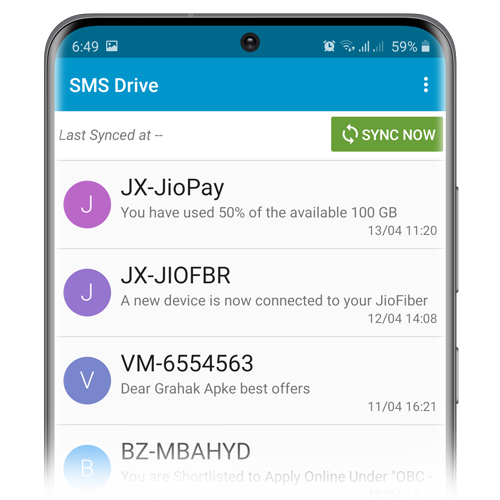 6:49 59%
SMS Drive
Last Synced at --
SYNC NOW
J
JX-JioPay
You have used 50% of the available 100 GB
13/04 11:20
J
JX-JIOFBR
A new device is now connected to your JioFiber
12/04 14:08
V
VM-6554563
Dear Grahak Apke best offers
11/04 16:21
B
BZ-MBAHYD
You are Shortlisted to Apply Online Under "OBC -